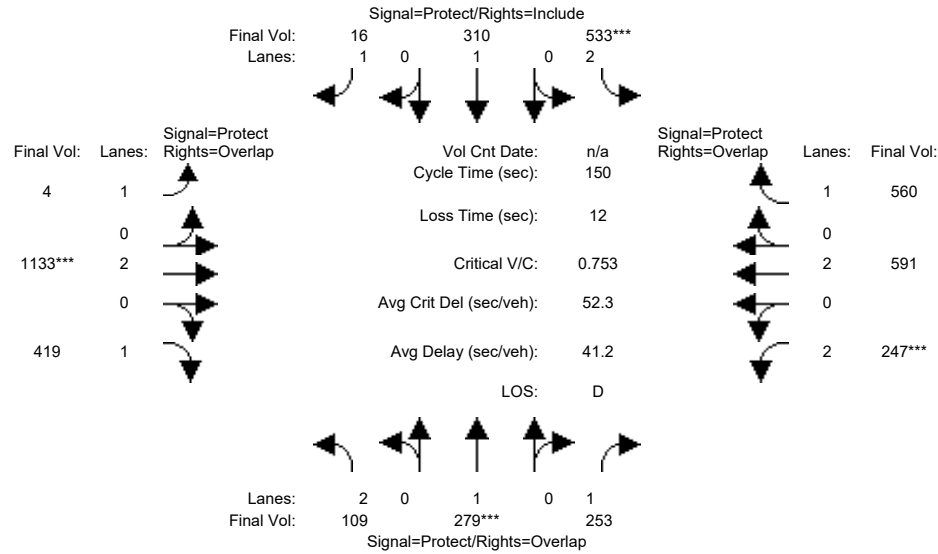 Signal=Protect/Rights=Include
Final Vol: 16 310 533***
Lanes: 1 0 1 0 2
Signal=Protect Signal=Protect
Final Vol: Lanes: Rights=Overlap Vol Cnt Date: n/a Rights=Overlap Lanes: Final Vol:
Cycle Time (sec): 150
4 1 1 560
Loss Time (sec): 12
0 0
1133*** 2 Critical V/C: 0.753 2 591
0 Avg Crit Del (sec/veh): 52.3 0
419 1 Avg Delay (sec/veh): 41.2 2 247***
LOS: D
Lanes: 2 0 1 0 1
Final Vol: 109 279*** 253
Signal=Protect/Rights=Overlap